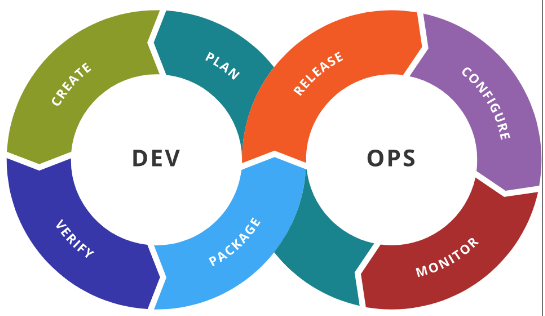 CREATE
PLAN
RELEASE
CONFIGURE
DEV
OPS
VERIFY
PACKAGE
MONITOR